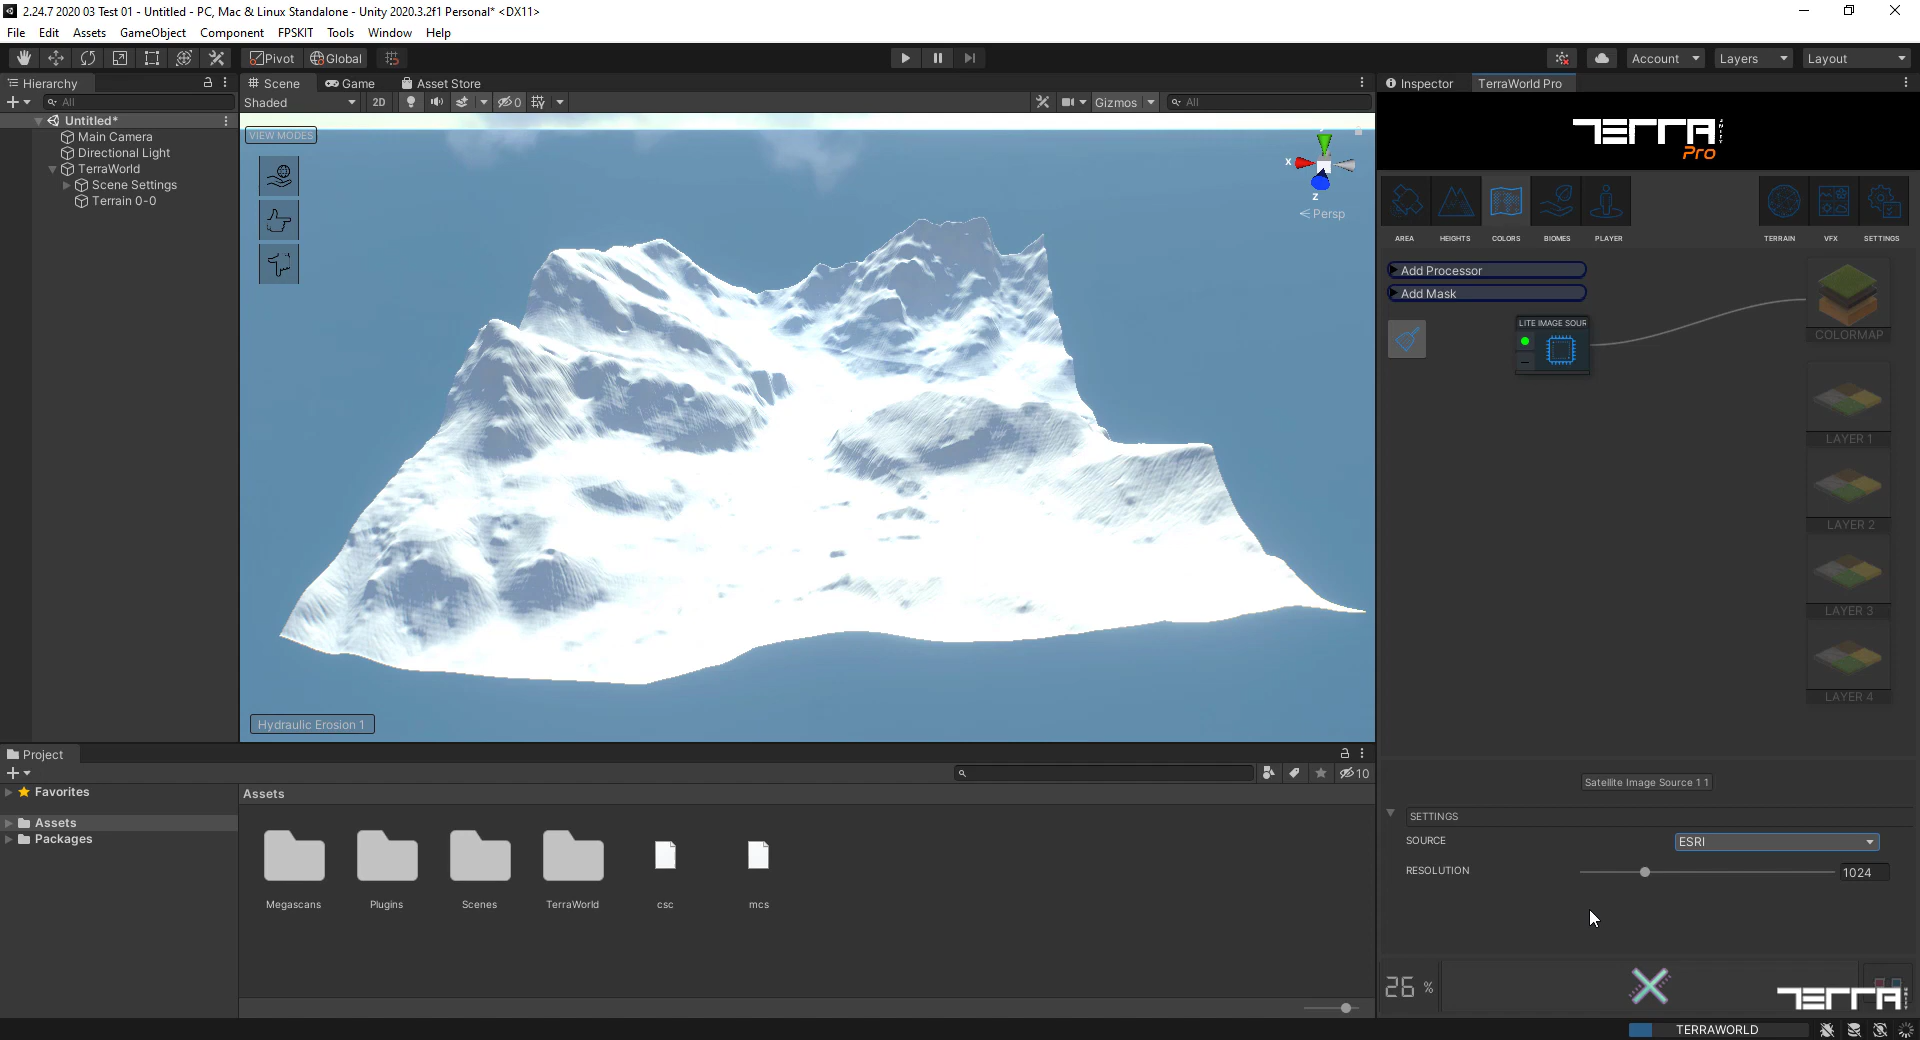 2.24.7 2020 03 Test 01 - Untitled - PC, Mac & Linux Standalone - Unity 2020.3.2f1 Personal* <DX11>
File Edit Assets GameObject Component FPSKIT Tools Window Help
Pivot Global Account Layers Layout
Hierarchy
All
Untitled*
Main Camera
Directional Light
TerraWorld
Scene Settings
Terrain 0-0
Scene Game Asset Store
Shaded 2D 0 Gizmos All
VIEW MODES
X
Z
Persp
Hydraulic Erosion 1
Inspector TerraWorld Pro
TERRA UNITY
Pro
AREA HEIGHTS COLORS BIOMES PLAYER TERRAIN VFX SETTINGS
Add Processor
Add Mask
LITE IMAGE SOUR
COLORMAP
LAYER 1
LAYER 2
LAYER 3
LAYER 4
Satellite Image Source 1 1
SETTINGS
SOURCE ESRI
RESOLUTION 1024
26 %
TERRA
TERRAWORLD
Project
10
Favorites
Assets
Packages
Assets
Megascans Plugins Scenes TerraWorld csc mcs